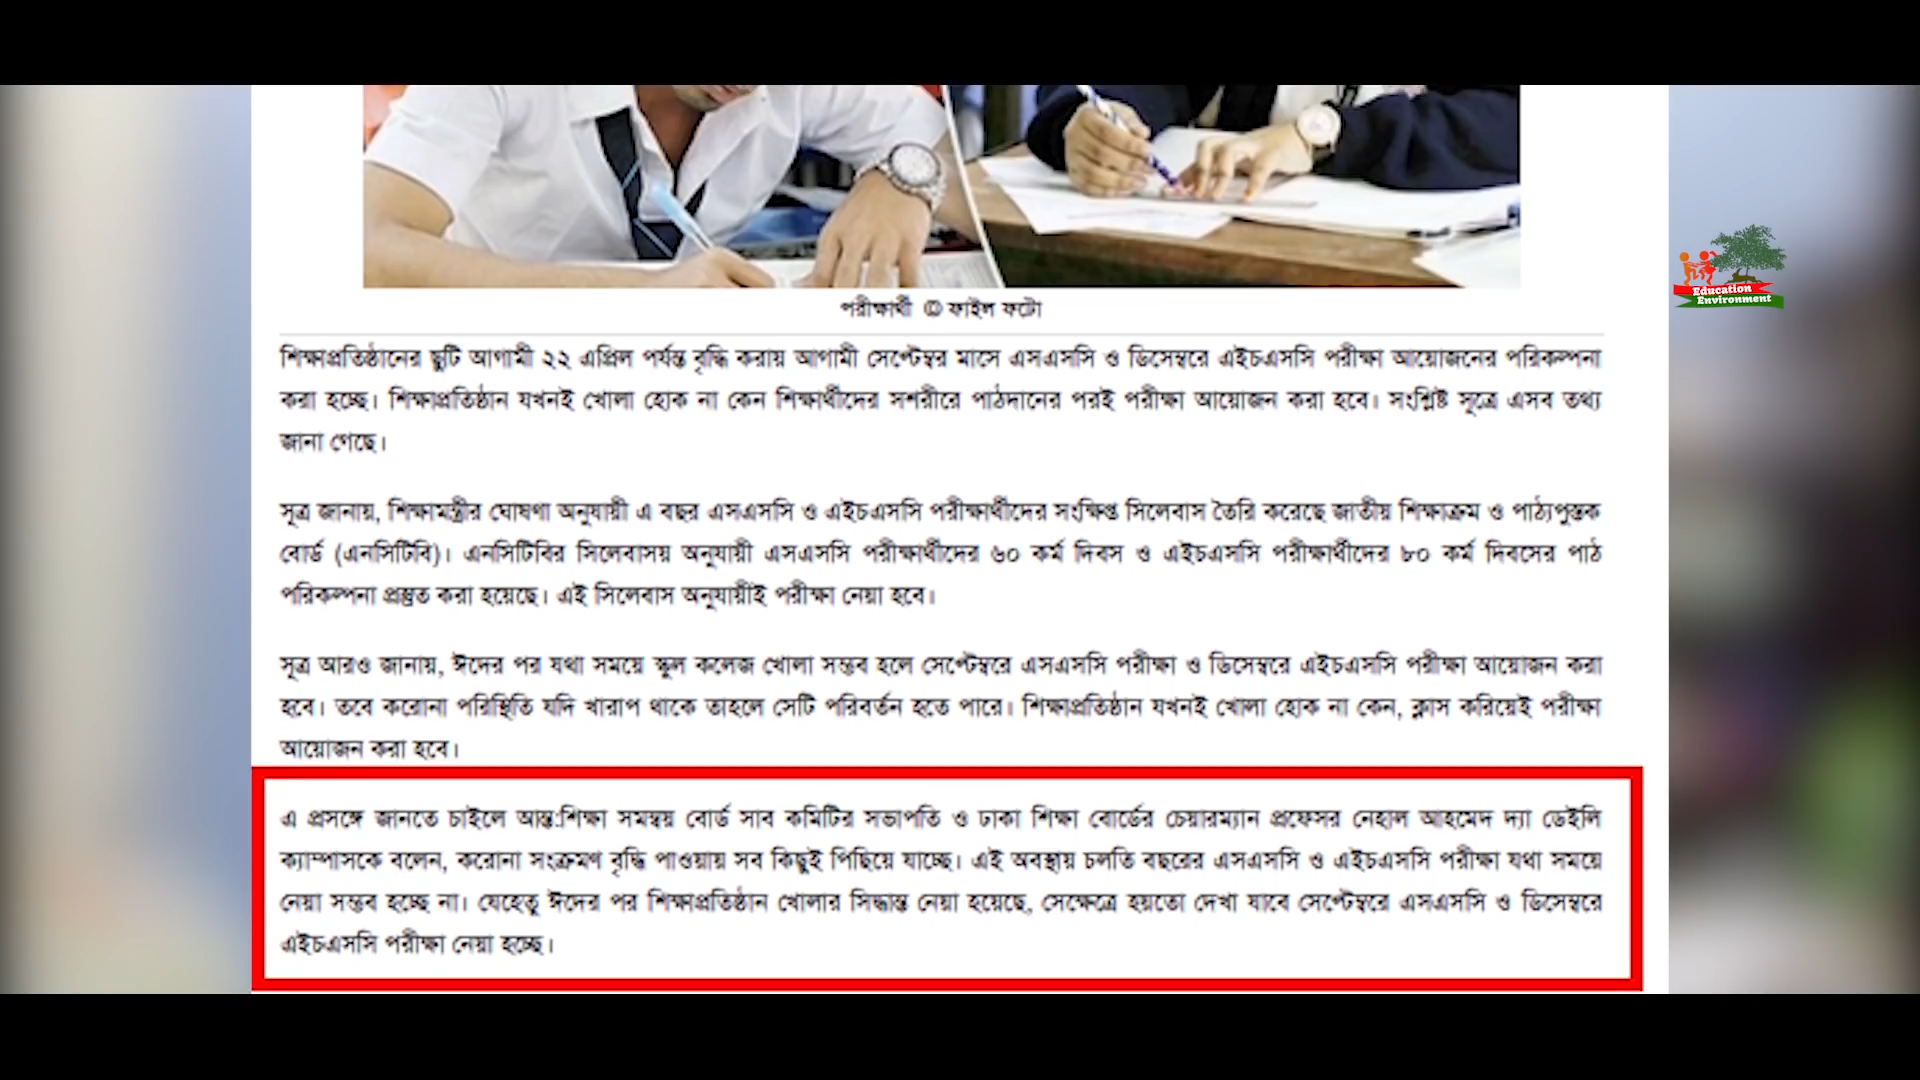 পরীক্ষার্থী © ফাইল ফটো
শিক্ষাপ্রতিষ্ঠানের ছুটি আগামী ২২ এপ্রিল পর্যন্ত বৃদ্ধি করায় আগামী সেপ্টেম্বর মাসে এসএসসি ও ডিসেম্বরে এইচএসসি পরীক্ষা আয়োজনের পরিকল্পনা
করা হচ্ছে। শিক্ষাপ্রতিষ্ঠান যখনই খোলা হোক না কেন শিক্ষার্থীদের সশরীরে পাঠদানের পরই পরীক্ষা আয়োজন করা হবে। সংশ্লিষ্ট সূত্রে এসব তথ্য
জানা গেছে।
সূত্র জানায়, শিক্ষামন্ত্রীর ঘোষণা অনুযায়ী এ বছর এসএসসি ও এইচএসসি পরীক্ষার্থীদের সংক্ষিপ্ত সিলেবাস তৈরি করেছে জাতীয় শিক্ষাক্রম ও পাঠ্যপুস্তক
বোর্ড (এনসিটিবি)। এনসিটিবির সিলেবাসয় অনুযায়ী এসএসসি পরীক্ষার্থীদের ৬০ কর্ম দিবস ও এইচএসসি পরীক্ষার্থীদের ৮০ কর্ম দিবসের পাঠ
পরিকল্পনা প্রস্তুত করা হয়েছে। এই সিলেবাস অনুযায়ীই পরীক্ষা নেয়া হবে।
সূত্র আরও জানায়, ঈদের পর যথা সময়ে স্কুল কলেজ খোলা সম্ভব হলে সেপ্টেম্বরে এসএসসি পরীক্ষা ও ডিসেম্বরে এইচএসসি পরীক্ষা আয়োজন করা
হবে। তবে করোনা পরিস্থিতি যদি খারাপ থাকে তাহলে সেটি পরিবর্তন হতে পারে। শিক্ষাপ্রতিষ্ঠান যখনই খোলা হোক না কেন, ক্লাস করিয়েই পরীক্ষা
আয়োজন করা হবে।
এ প্রসঙ্গে জানতে চাইলে আন্ত:শিক্ষা সমন্বয় বোর্ড সাব কমিটির সভাপতি ও ঢাকা শিক্ষা বোর্ডের চেয়ারম্যান প্রফেসর নেহাল আহমেদ দ্যা ডেইলি
ক্যাম্পাসকে বলেন, করোনা সংক্রমণ বৃদ্ধি পাওয়ায় সব কিছুই পিছিয়ে যাচ্ছে। এই অবস্থায় চলতি বছরের এসএসসি ও এইচএসসি পরীক্ষা যথা সময়ে
নেয়া সম্ভব হচ্ছে না। যেহেতু ঈদের পর শিক্ষাপ্রতিষ্ঠান খোলার সিদ্ধান্ত নেয়া হয়েছে, সেক্ষেত্রে হয়তো দেখা যাবে সেপ্টেম্বরে এসএসসি ও ডিসেম্বরে
এইচএসসি পরীক্ষা নেয়া হচ্ছে।
Education
Environment